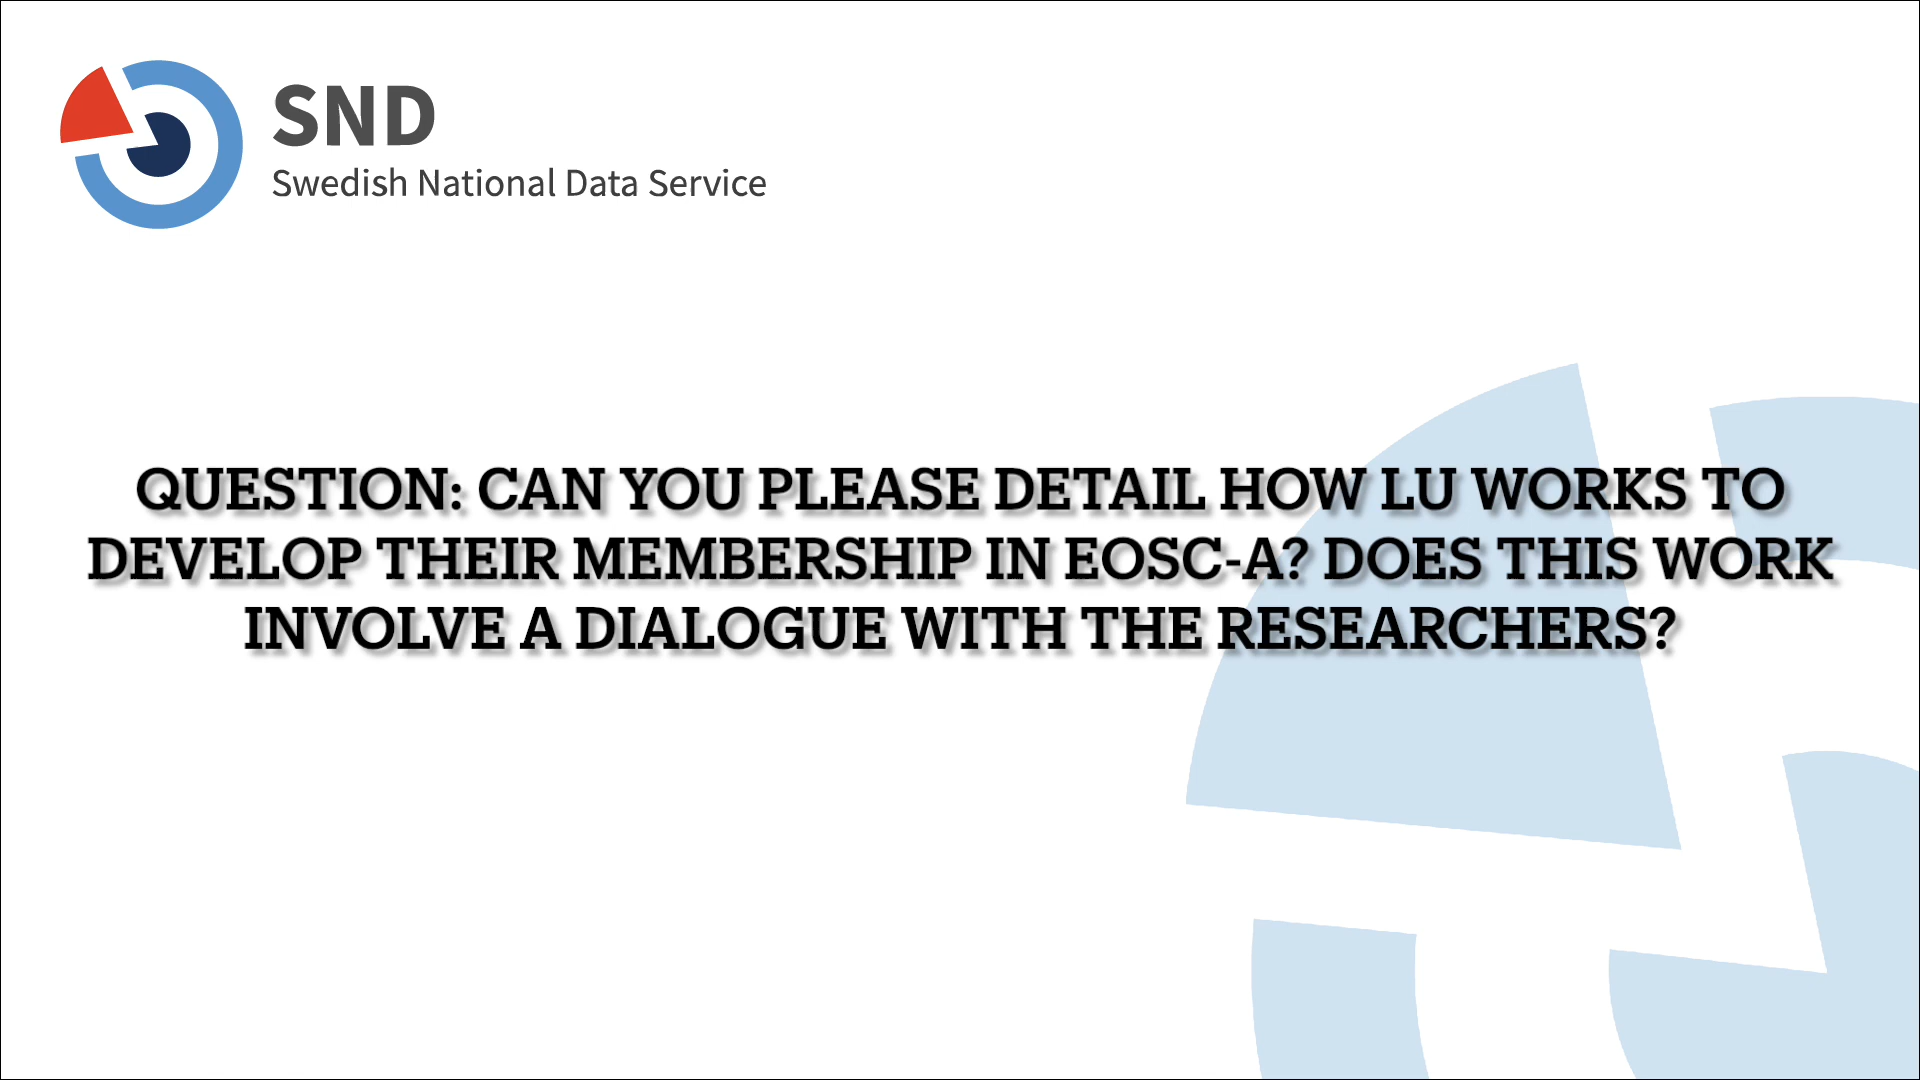 SND
Swedish National Data Service
QUESTION: CAN YOU PLEASE DETAIL HOW LU WORKS TO
DEVELOP THEIR MEMBERSHIP IN EOSC-A? DOES THIS WORK
INVOLVE A DIALOGUE WITH THE RESEARCHERS?